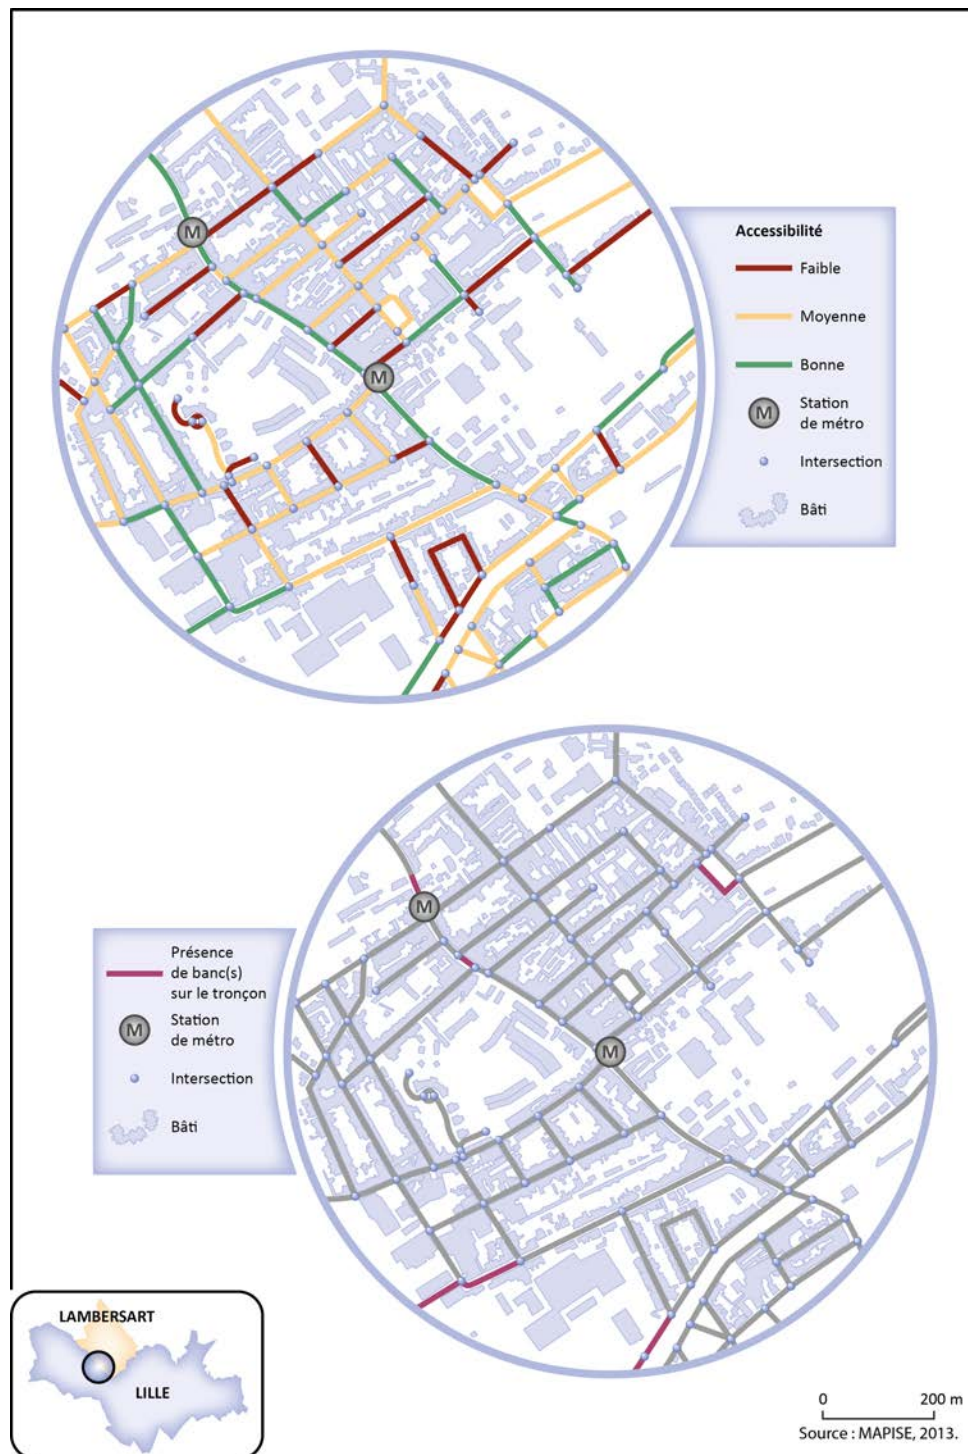 Accessibilité
Faible
Moyenne
Bonne
M
Station
de métro
Intersection
Bâti
M
M
Présence
de banc(s)
sur le tronçon
M
Station
de métro
Intersection
Bâti
M
M
LAMBERSART
LILLE
0 200 m
Source : MAPISE, 2013.